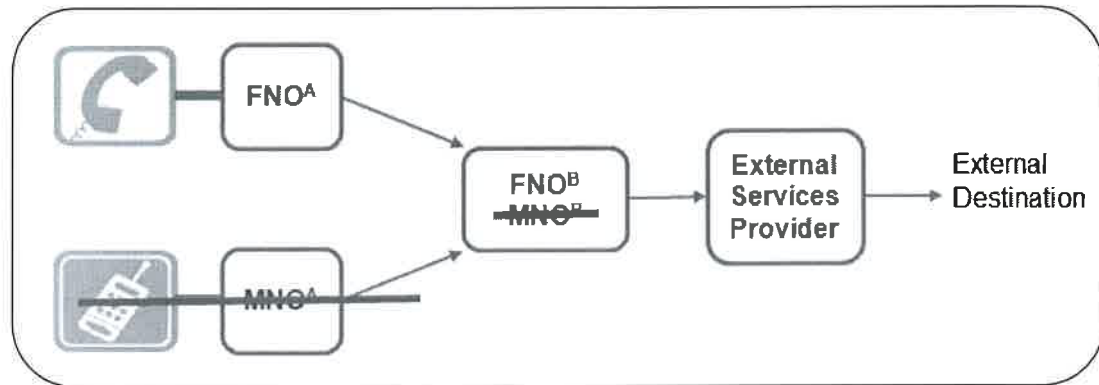 FNOᴬ
FNOᴮ
MNOᴮ
External
Services
Provider
External
Destination
MNOᴬ